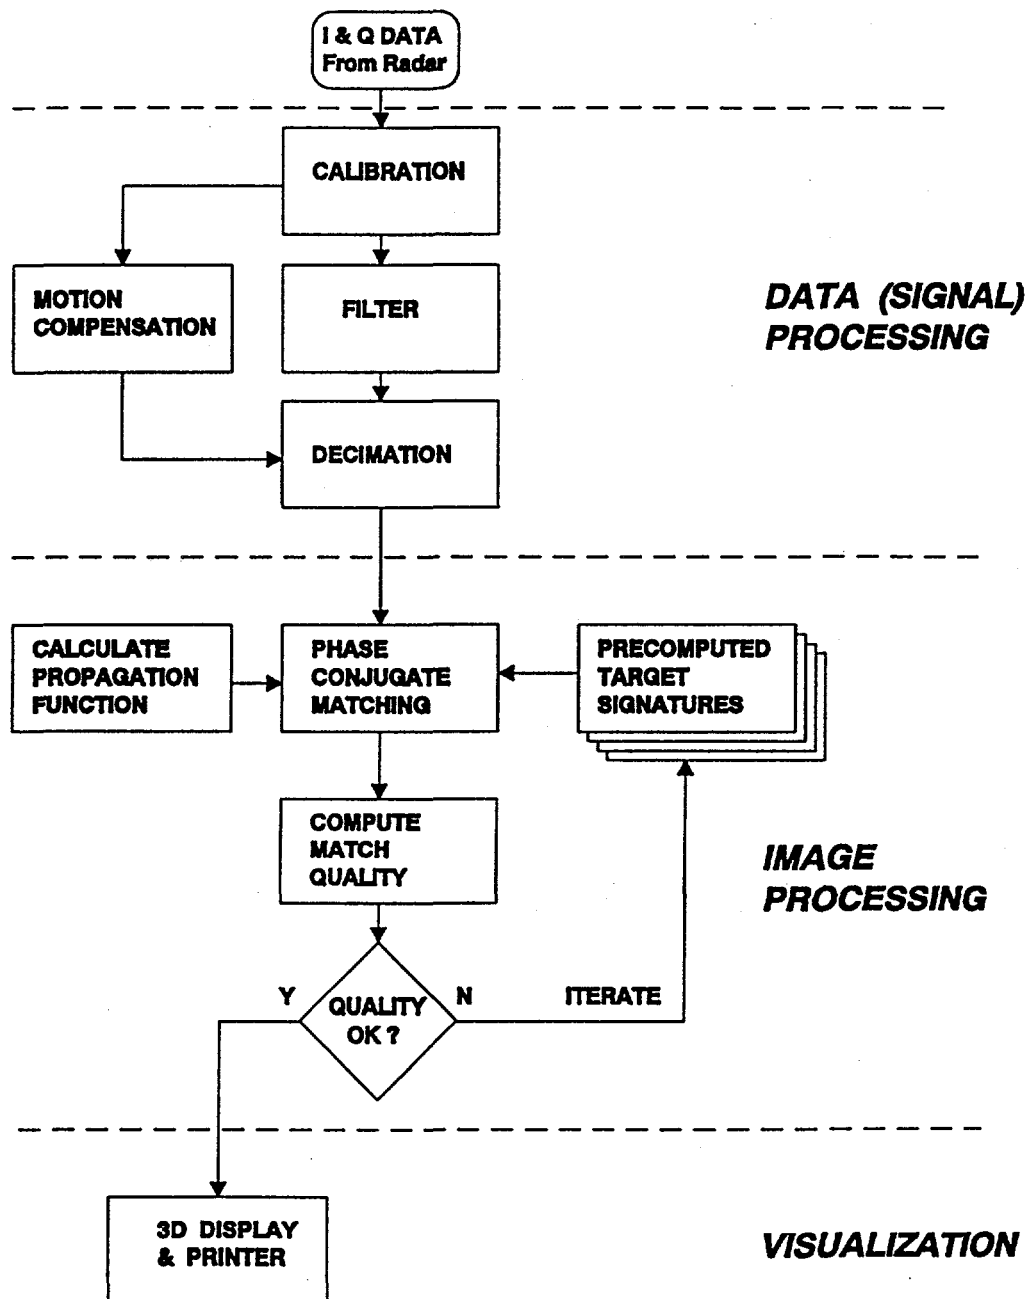 I & Q DATA
From Radar
CALIBRATION
MOTION
COMPENSATION
FILTER
DATA (SIGNAL)
PROCESSING
DECIMATION
CALCULATE
PROPAGATION
FUNCTION
PHASE
CONJUGATE
MATCHING
PRECOMPUTED
TARGET
SIGNATURES
COMPUTE
MATCH
QUALITY
IMAGE
PROCESSING
Y
QUALITY
OK ?
N
ITERATE
3D DISPLAY
& PRINTER
VISUALIZATION